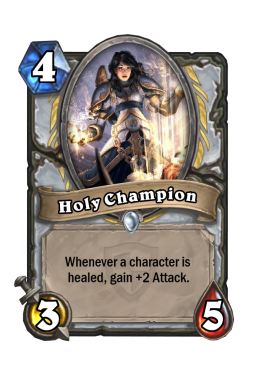 4
Holy Champion
Whenever a character is
healed, gain +2 Attack.
3
5